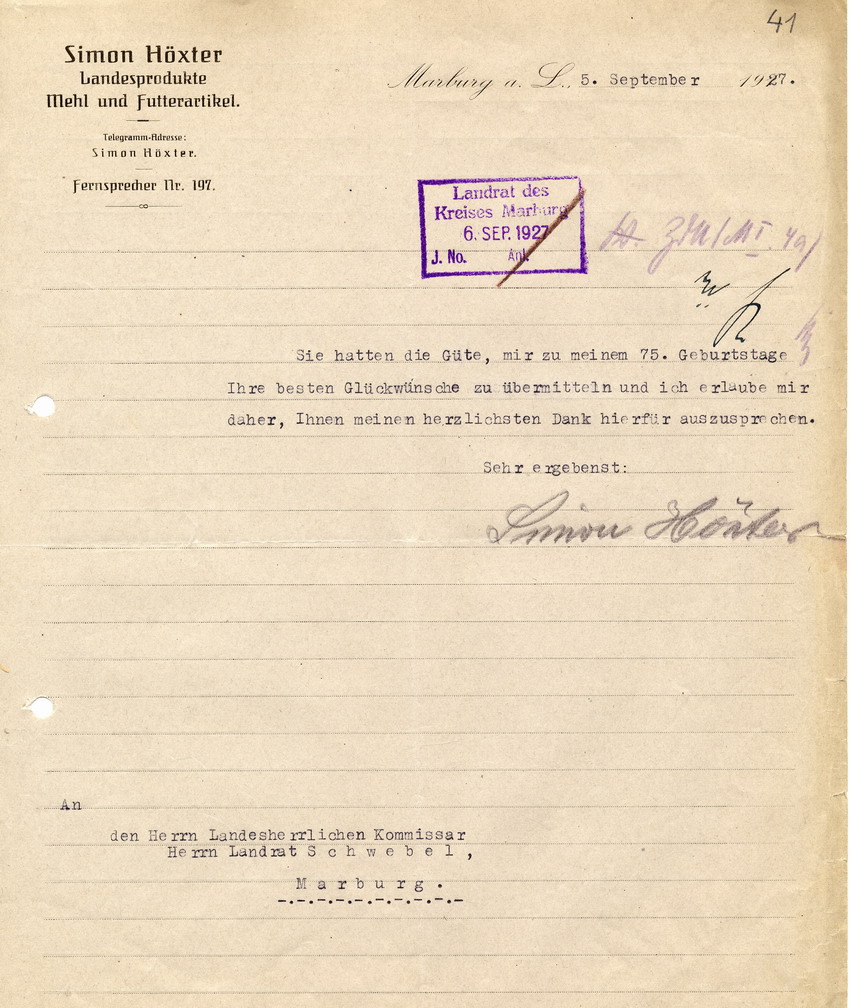 41
Simon Höxter
Landesprodukte
Mehl und Futterartikel.
Telegramm-Adresse:
Simon Höxter.
Fernsprecher Nr. 197.
Marburg a. L., 5. September 1927.
Landrat des
Kreises Marburg
6. SEP. 1927
J. No. Anl.
Sie hatten die Güte, mir zu meinem 75. Geburtstage
Ihre besten Glückwünsche zu übermitteln und ich erlaube mir
daher, Ihnen meinen herzlichsten Dank hierfür auszusprechen.
Sehr ergebenst:
Simon Höxter
An
den Herrn Landesherrlichen Kommissar
Herrn Landrat S c h w e b e l ,
M a r b u r g .